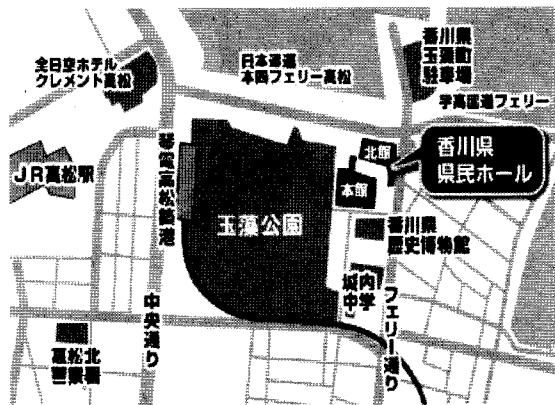 全日空ホテル
クレメント高松
日本通運
本四フェリー高松
香川県
玉藻町
駐車場
宇高国道フェリー
北館
本館
香川県
県民ホール
JR高松駅
琴電高松築港
玉藻公園
香川県
歴史博物館
城内
中学
中央通り
フェリー通り
高松北
警察署